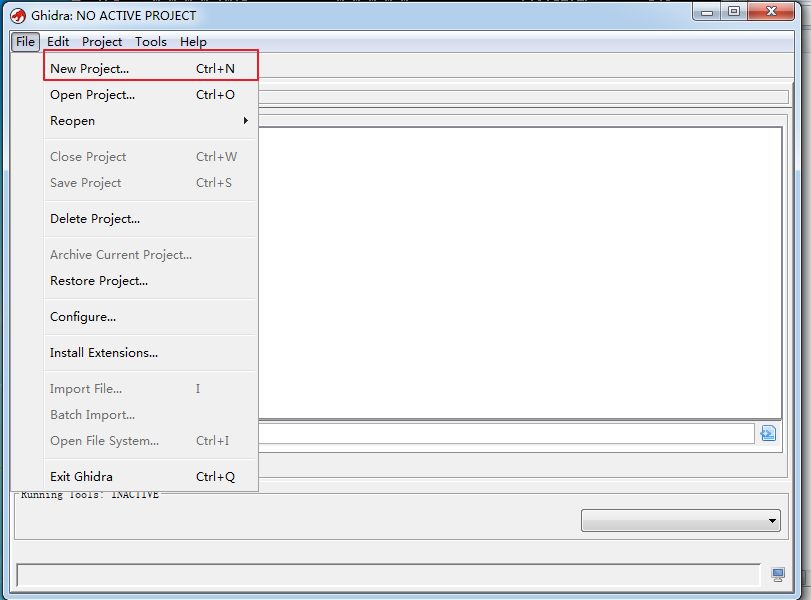 Ghidra: NO ACTIVE PROJECT
File Edit Project Tools Help
New Project... Ctrl+N
Open Project... Ctrl+O
Reopen
Close Project Ctrl+W
Save Project Ctrl+S
Delete Project...
Archive Current Project...
Restore Project...
Configure...
Install Extensions...
Import File... I
Batch Import...
Open File System... Ctrl+I
Exit Ghidra Ctrl+Q
Running Tools: INACTIVE